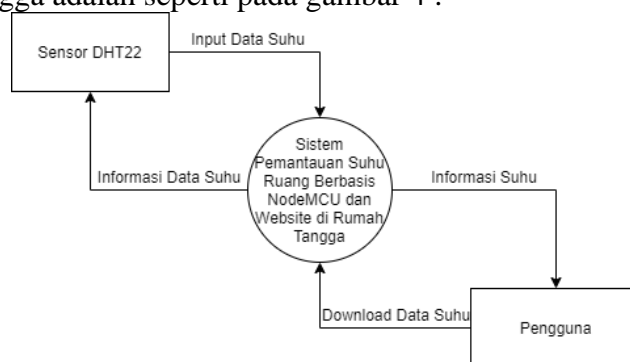 adalah seperti pada gambar 4 .
Input Data Suhu
Sensor DHT22
Sistem
Pemantauan Suhu
Ruang Berbasis
NodeMCU dan
Website di Rumah
Tangga
Informasi Data Suhu
Informasi Suhu
Download Data Suhu
Pengguna